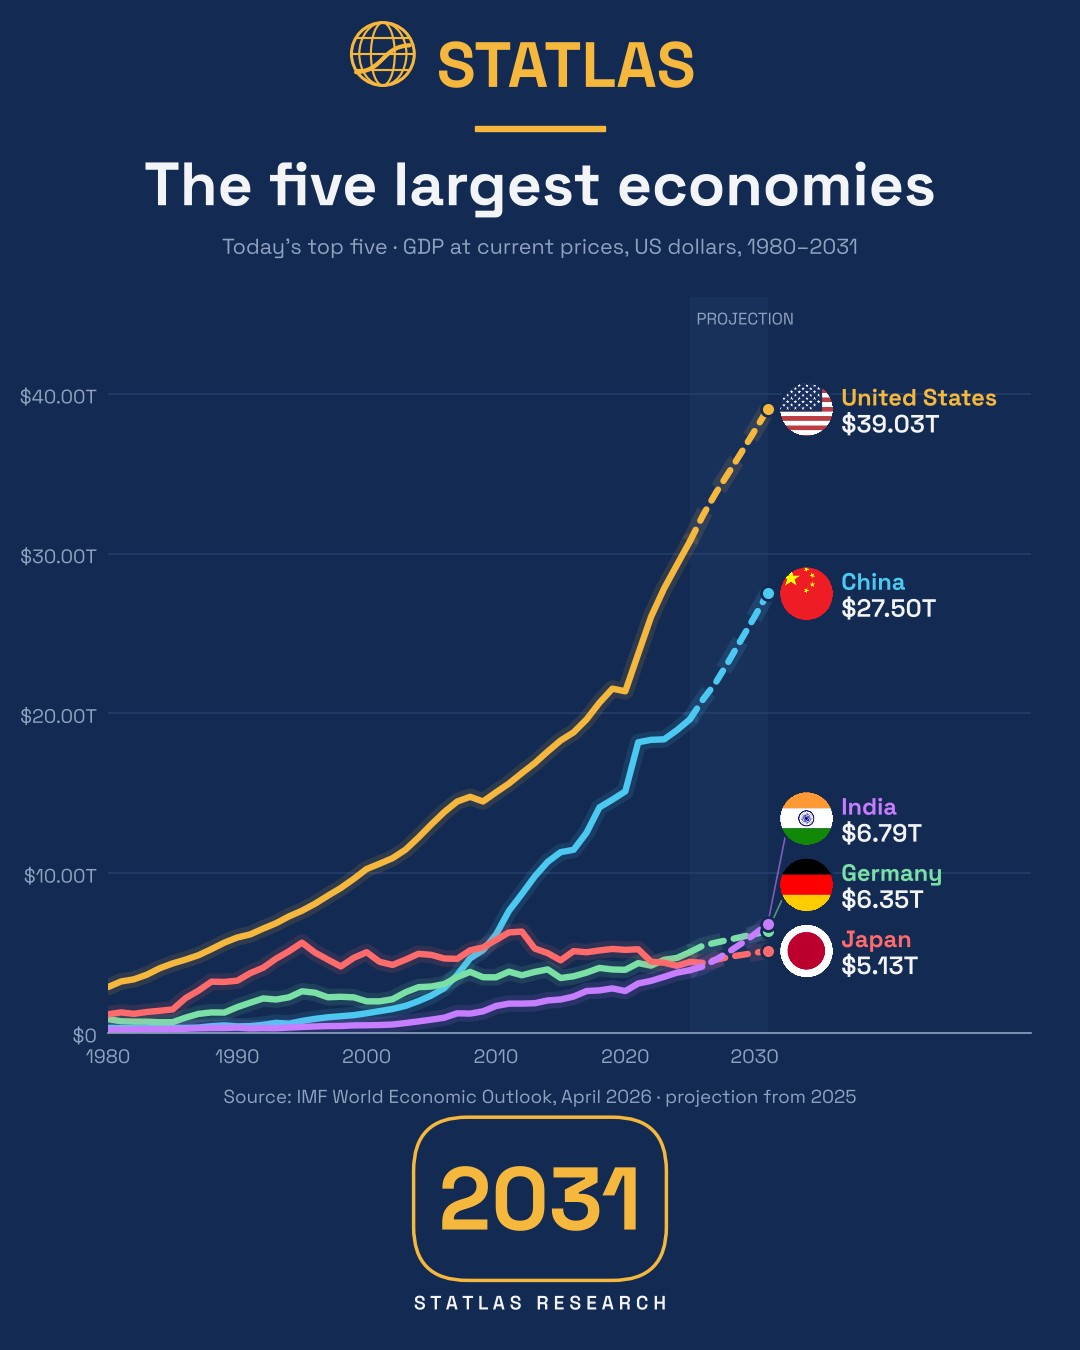 STATLAS
The five largest economies
Today's top five · GDP at current prices, US dollars, 1980–2031
PROJECTION
$40.00T
United States
$39.03T
$30.00T
China
$27.50T
$20.00T
India
$6.79T
$10.00T
Germany
$6.35T
Japan
$5.13T
$0
1980 1990 2000 2010 2020 2030
Source: IMF World Economic Outlook, April 2026 · projection from 2025
2031
STATLAS RESEARCH